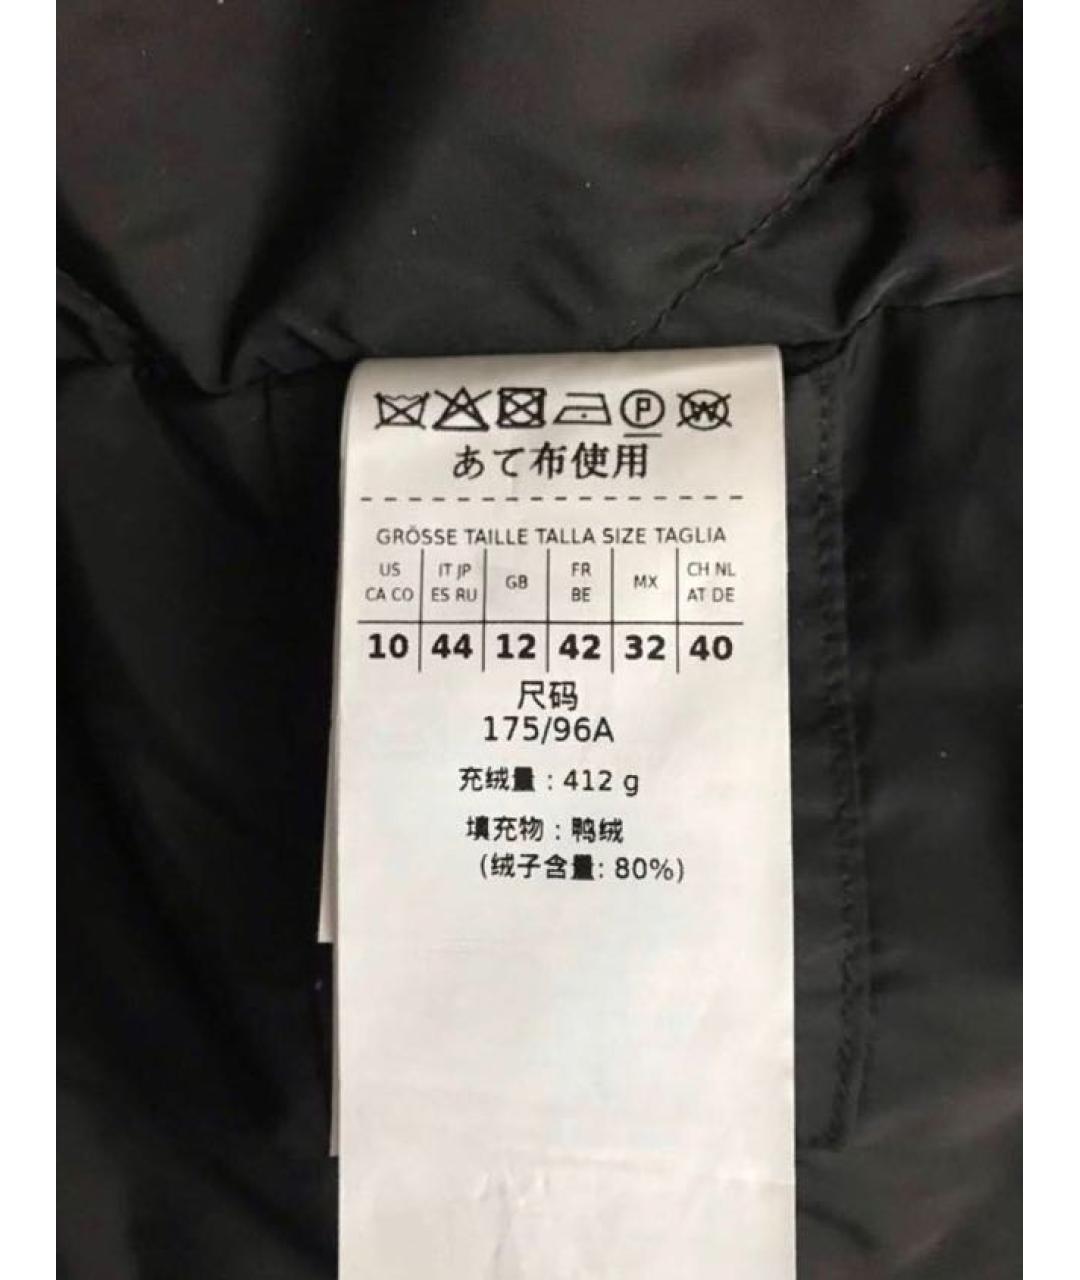 P W
あて布使用
GRÖSSE TAILLE TALLA SIZE TAGLIA
US IT JP GB FR MX CH NL
CA CO ES RU BE AT DE
10 44 12 42 32 40
尺码
175/96A
充绒量 : 412 g
填充物 : 鸭绒
(绒子含量: 80%)